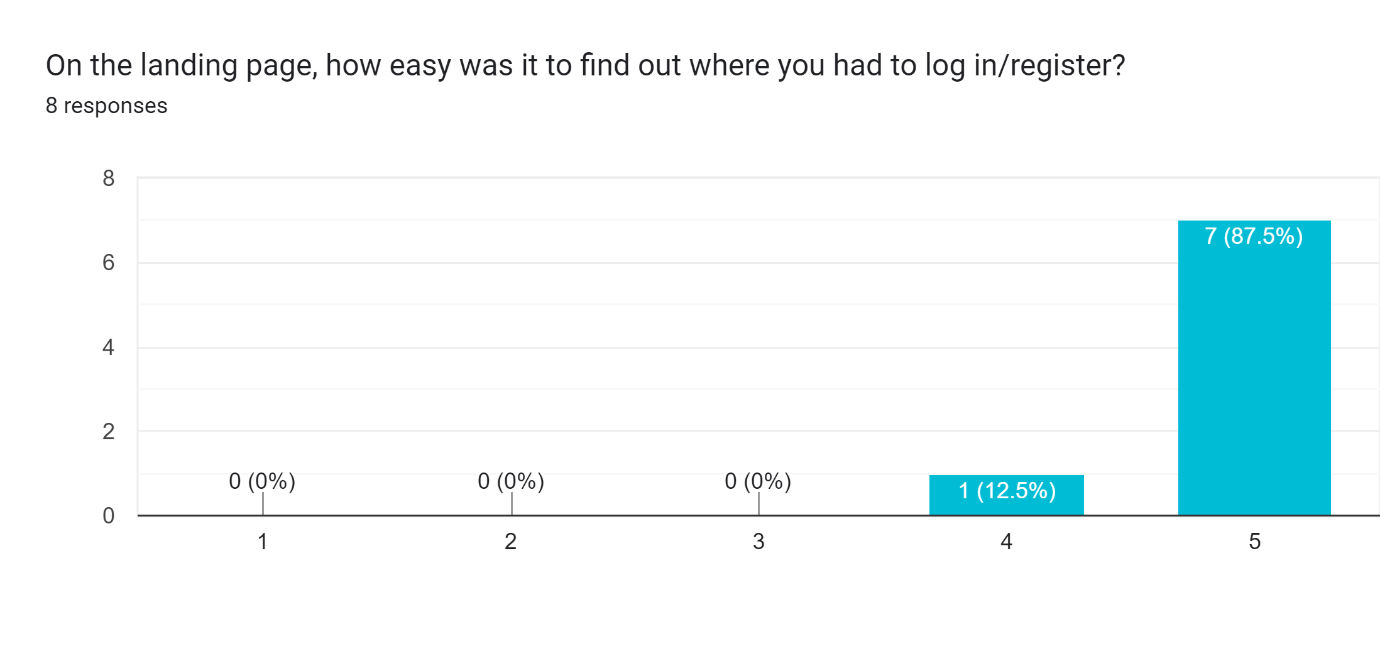 On the landing page, how easy was it to find out where you had to log in/register?
8 responses
8
6
4
2
0
0 (0%) 0 (0%) 0 (0%) 1 (12.5%) 7 (87.5%)
1 2 3 4 5